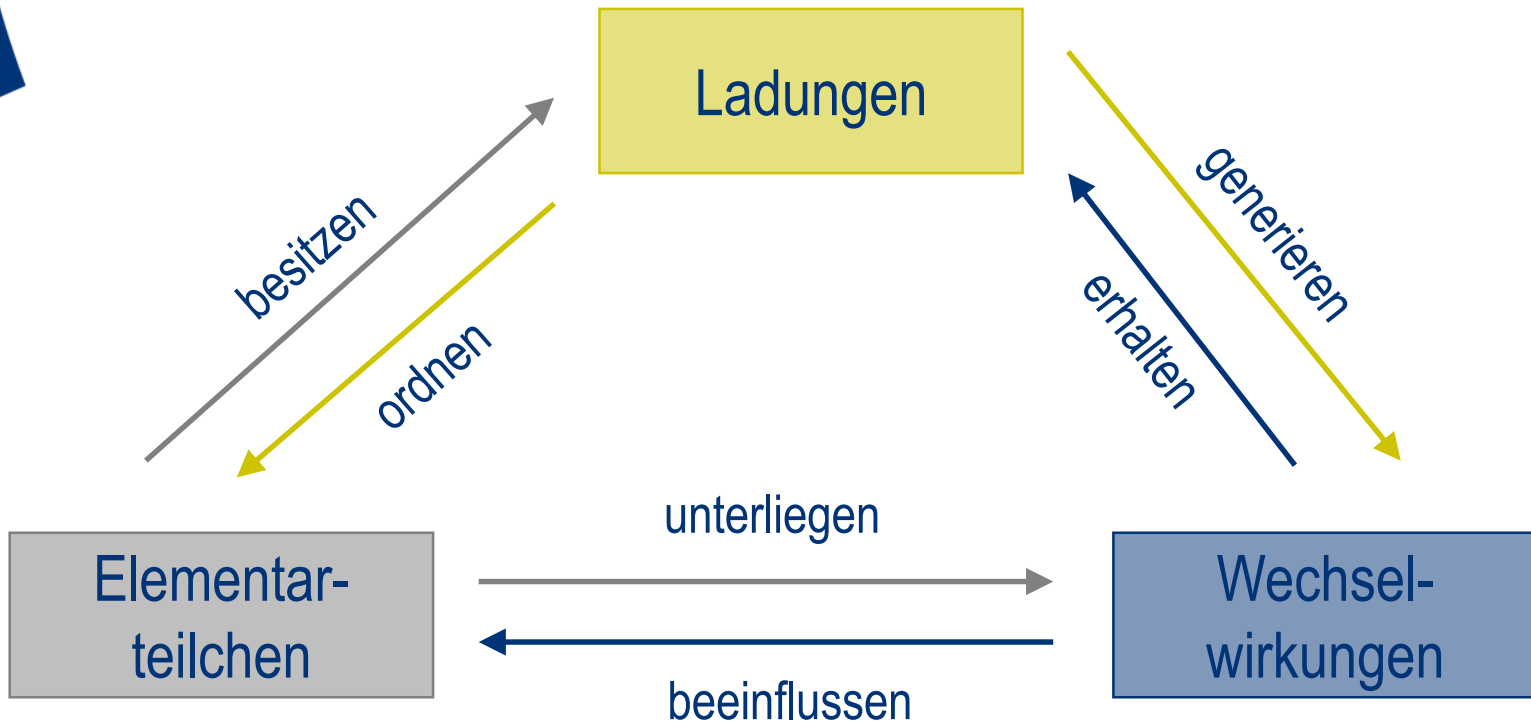 Ladungen
besitzen
ordnen
generieren
erhalten
unterliegen
Elementar-
teilchen
Wechsel-
wirkungen
beeinflussen